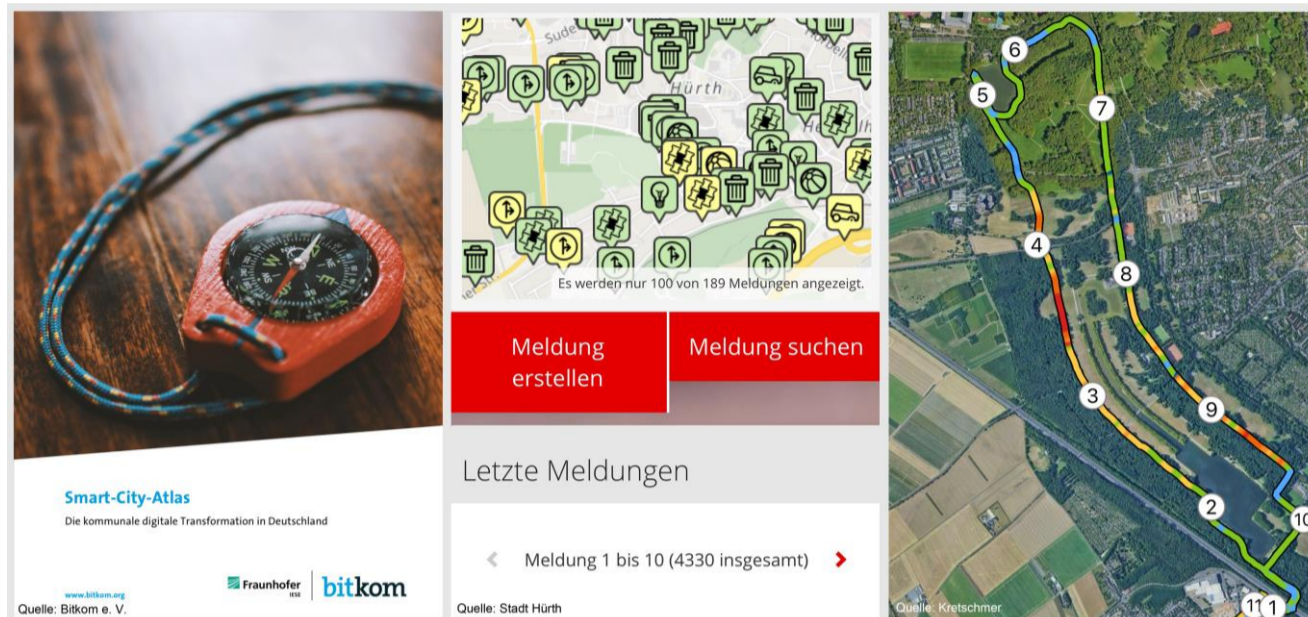 Smart-City-Atlas
Die kommunale digitale Transformation in Deutschland
www.bitkom.org
Fraunhofer
IESE
bitkom
Quelle: Bitkom e. V.
Hürth
Es werden nur 100 von 189 Meldungen angezeigt.
Meldung
erstellen
Meldung suchen
Letzte Meldungen
Meldung 1 bis 10 (4330 insgesamt)
Quelle: Stadt Hürth
6
5
7
4
8
3
9
2
10
11
1
Quelle: Kretschmer